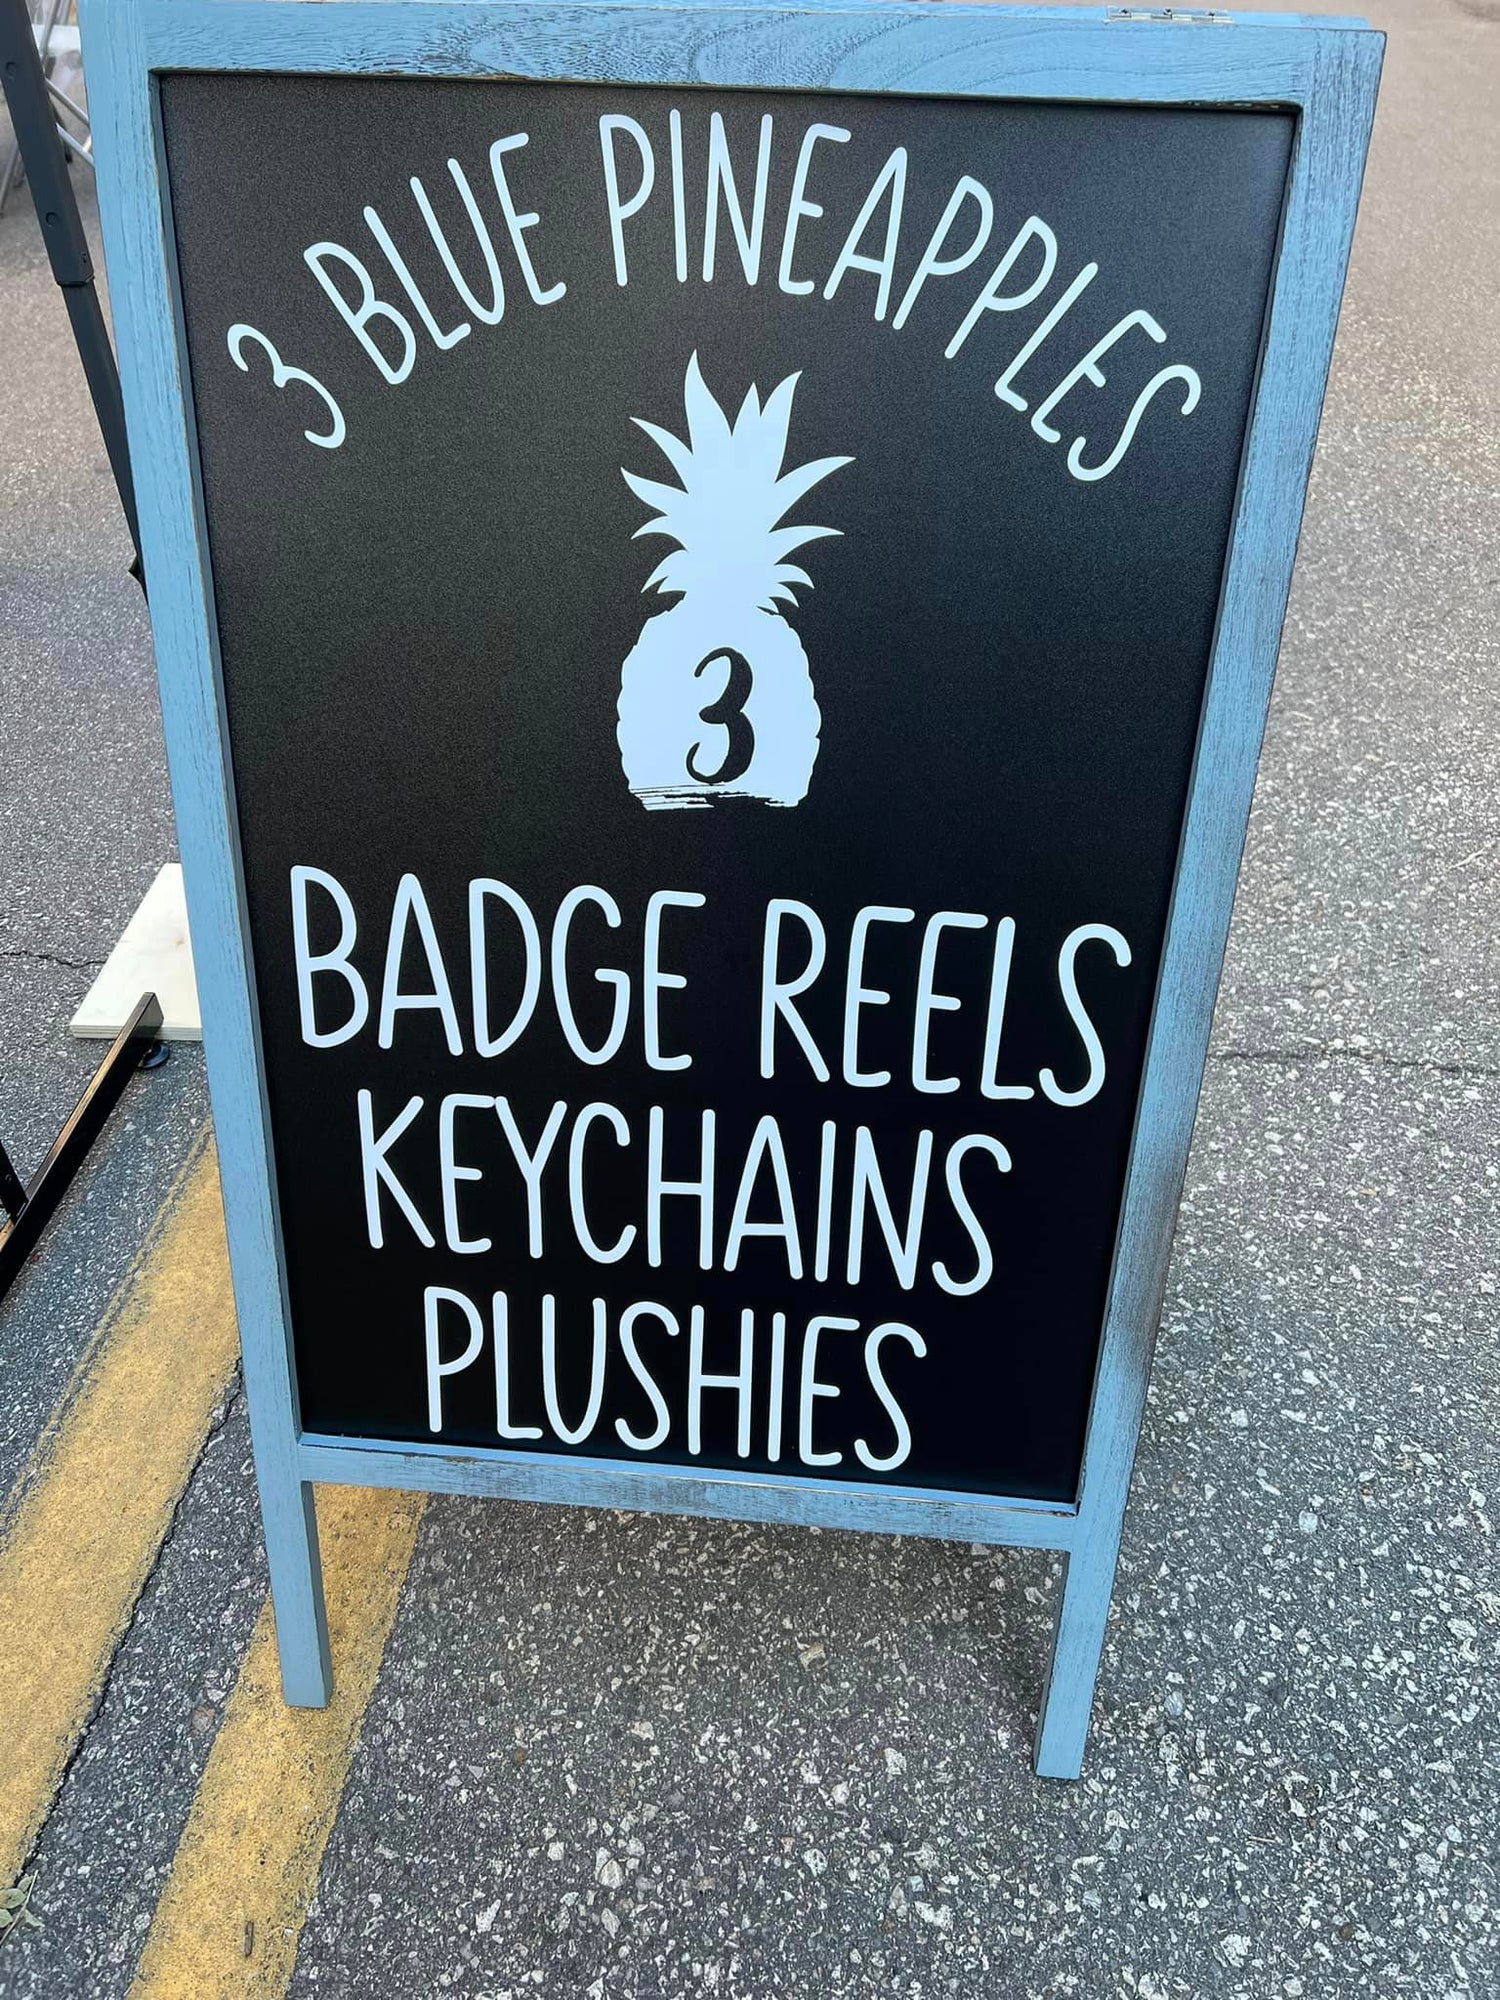 3 BLUE PINEAPPLES
3
BADGE REELS
KEYCHAINS
PLUSHIES